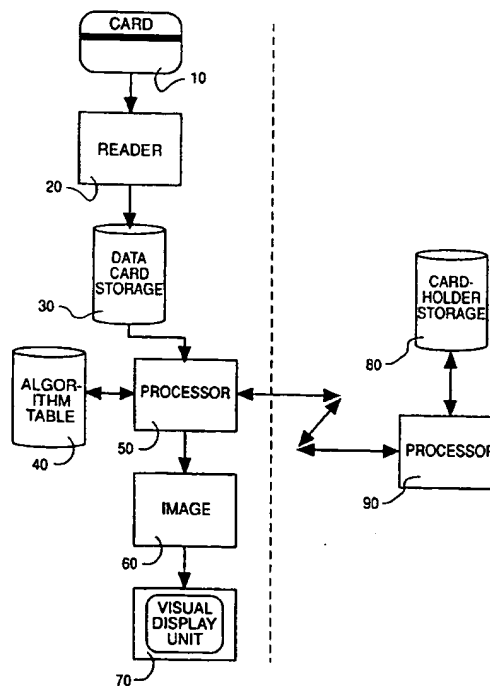 CARD
10
READER
20
DATA
CARD
STORAGE
30
ALGOR-
ITHM
TABLE
40
PROCESSOR
50
IMAGE
60
VISUAL
DISPLAY
UNIT
70
CARD-
HOLDER
STORAGE
80
PROCESSOR
90